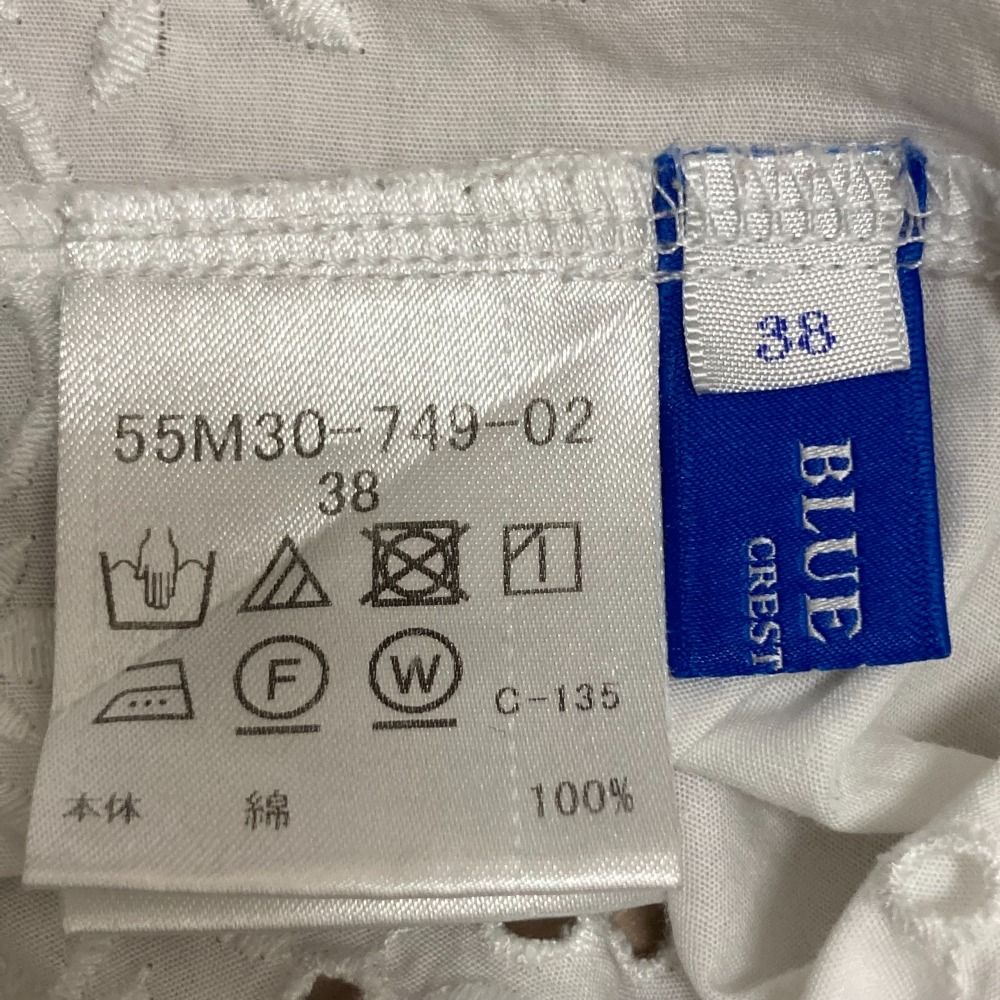 55M30-749-02
38
F W C-135
本体 綿 100%
38
BLUE
CREST